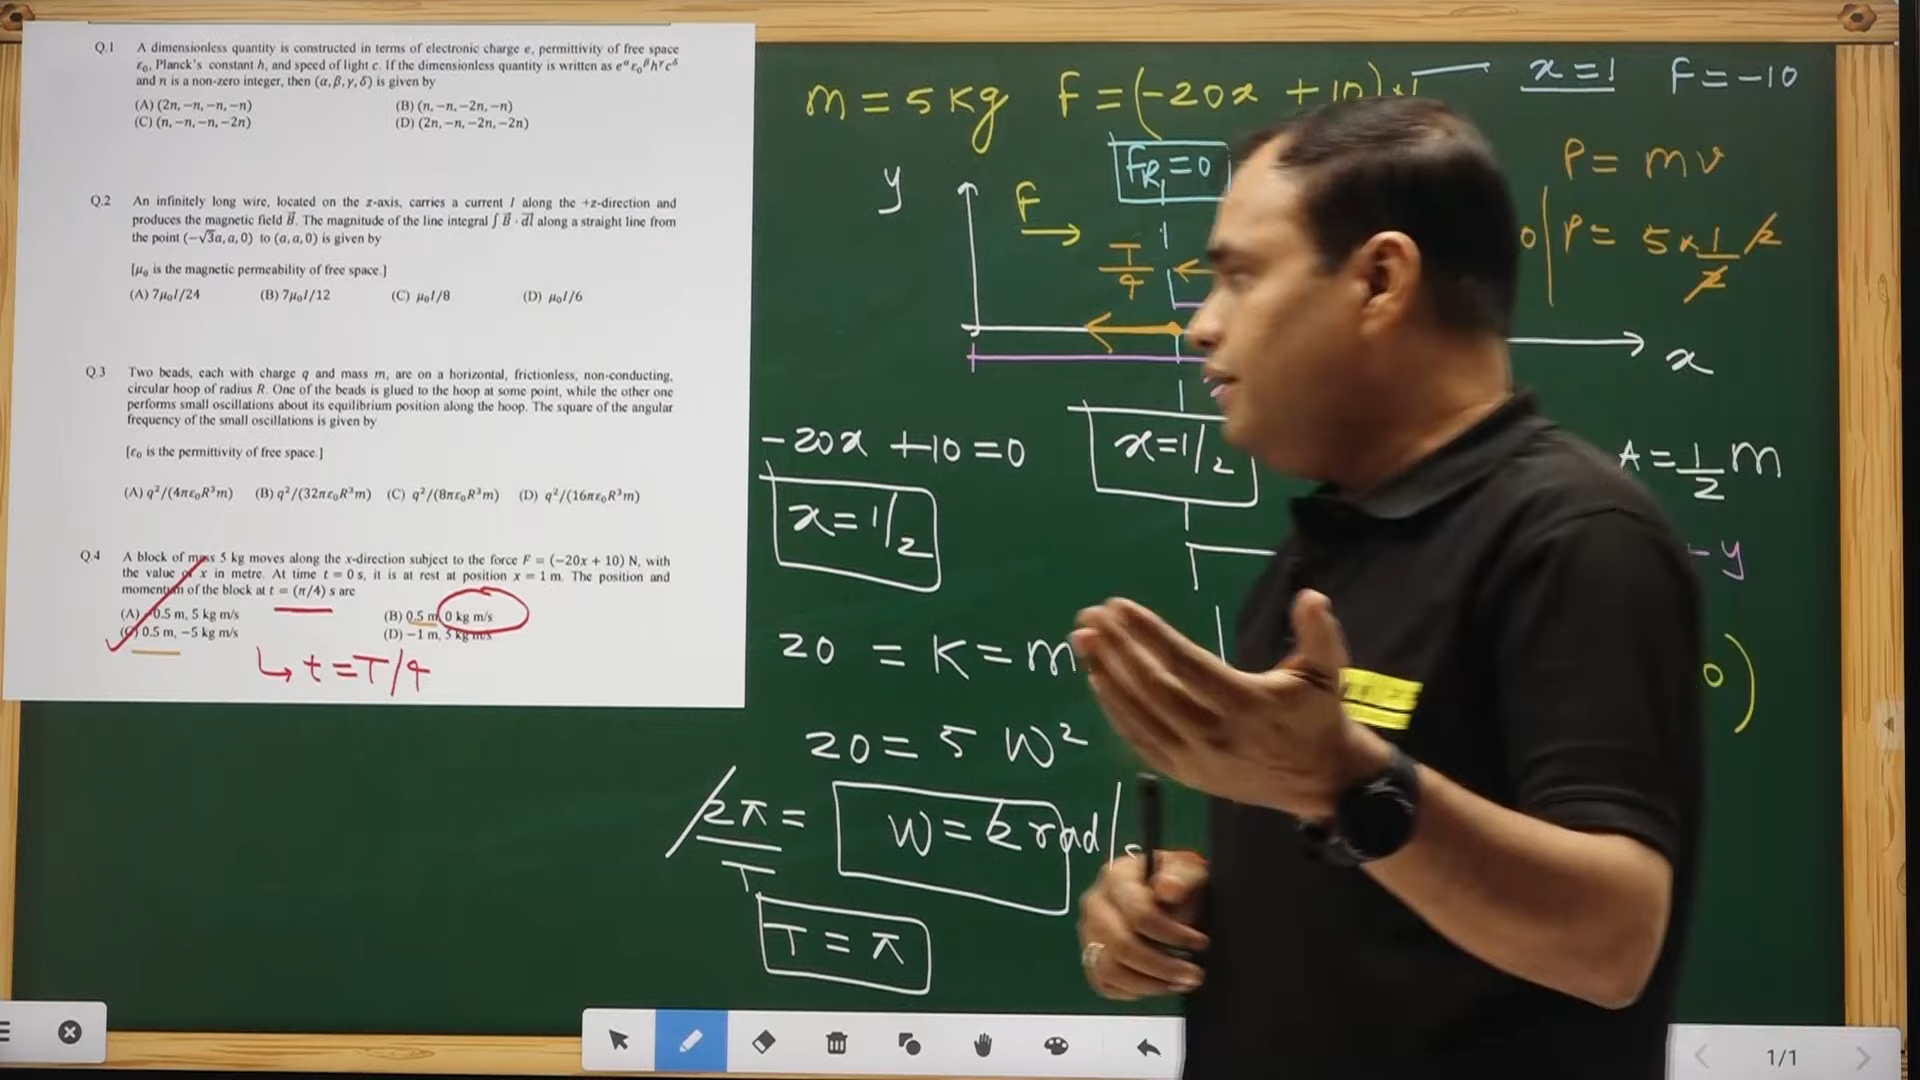 Q.1 A dimensionless quantity is constructed in terms of electronic charge e, permittivity of free space
ε₀, Planck's constant h, and speed of light c. If the dimensionless quantity is written as e^α ε₀^β h^γ c^δ
and n is a non-zero integer, then (α, β, γ, δ) is given by
(A) (2n, −n, −n, −n) (B) (n, −n, −2n, −n)
(C) (n, −n, −n, −2n) (D) (2n, −n, −2n, −2n)
Q.2 An infinitely long wire, located on the z-axis, carries a current I along the +z-direction and
produces the magnetic field B⃗. The magnitude of the line integral ∫ B⃗ · dl⃗ along a straight line from
the point (−√3a, a, 0) to (a, a, 0) is given by
[μ₀ is the magnetic permeability of free space.]
(A) 7μ₀I/24 (B) 7μ₀I/12 (C) μ₀I/8 (D) μ₀I/6
Q.3 Two beads, each with charge q and mass m, are on a horizontal, frictionless, non-conducting,
circular hoop of radius R. One of the beads is glued to the hoop at some point, while the other one
performs small oscillations about its equilibrium position along the hoop. The square of the angular
frequency of the small oscillations is given by
[ε₀ is the permittivity of free space.]
(A) q²/(4πε₀R³m) (B) q²/(32πε₀R³m) (C) q²/(8πε₀R³m) (D) q²/(16πε₀R³m)
Q.4 A block of mass 5 kg moves along the x-direction subject to the force F = (−20x + 10) N, with
the value of x in metre. At time t = 0 s, it is at rest at position x = 1 m. The position and
momentum of the block at t = (π/4) s are
(A) −0.5 m, 5 kg m/s (B) 0.5 m, 0 kg m/s
(C) 0.5 m, −5 kg m/s (D) −1 m, 5 kg m/s
↳ t = T/4
m = 5 kg F = (-20x + 10)
x = 1 F = -10
F_R = 0
P = mv
y F
T/4
0 P = 5×1/2 2
x
-20x + 10 = 0
x = 1/2
x = 1/2
A = 1/2 m
- y
20 = K = m
0)
20 = 5 W²
2π/T = W = 2 rad/
T = π
1/1